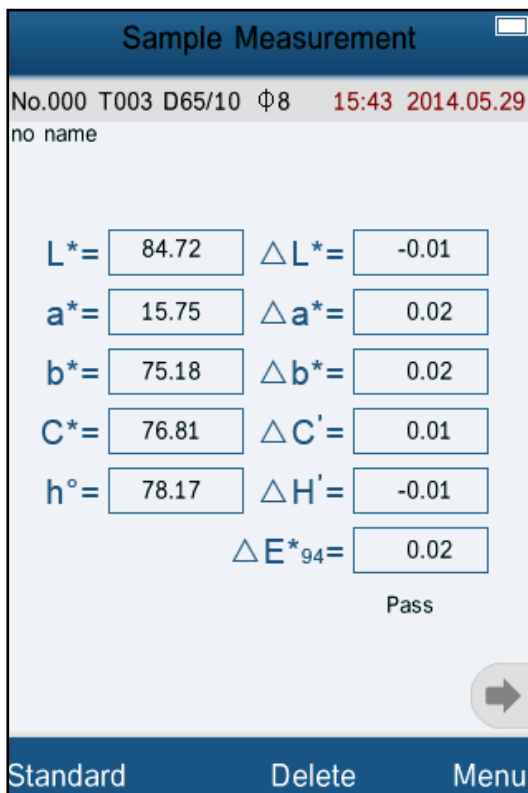 Sample Measurement
No.000 T003 D65/10 Φ8 15:43 2014.05.29
no name
L*= 84.72 △L*= -0.01
a*= 15.75 △a*= 0.02
b*= 75.18 △b*= 0.02
C*= 76.81 △C'= 0.01
h°= 78.17 △H'= -0.01
△E*94= 0.02
Pass
Standard Delete Menu